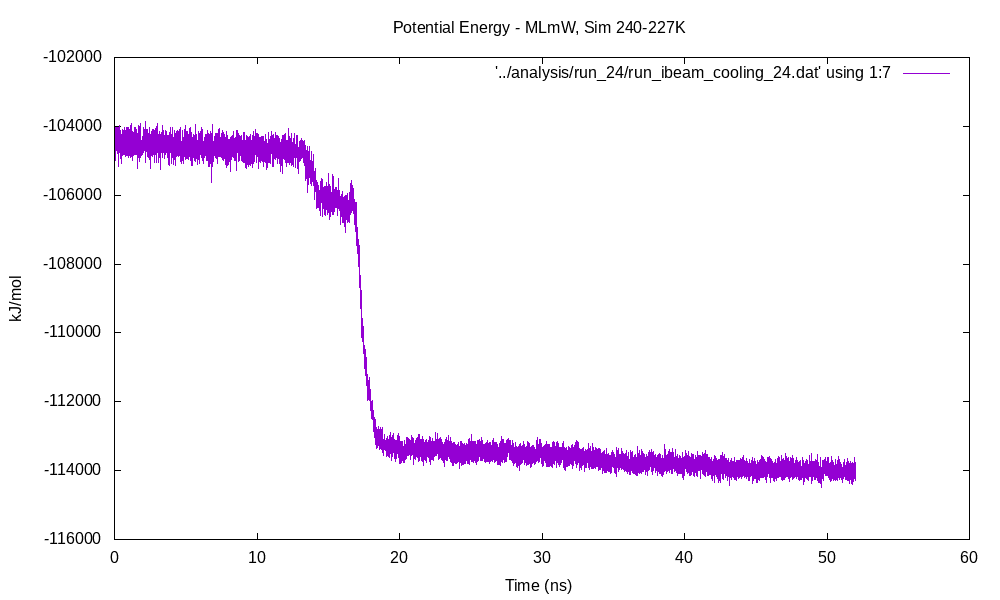 Potential Energy - MLmW, Sim 240-227K
'../analysis/run_24/run_ibeam_cooling_24.dat' using 1:7
-102000
-104000
-106000
-108000
-110000
-112000
-114000
-116000
kJ/mol
0 10 20 30 40 50 60
Time (ns)